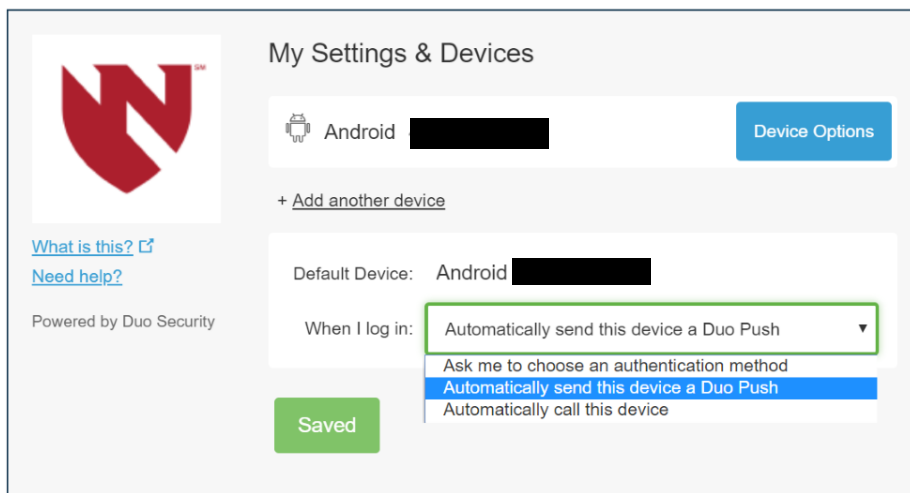 My Settings & Devices
SM
Android
Device Options
+ Add another device
What is this?
Need help?
Powered by Duo Security
Default Device: Android
When I log in: Automatically send this device a Duo Push
Ask me to choose an authentication method
Automatically send this device a Duo Push
Automatically call this device
Saved